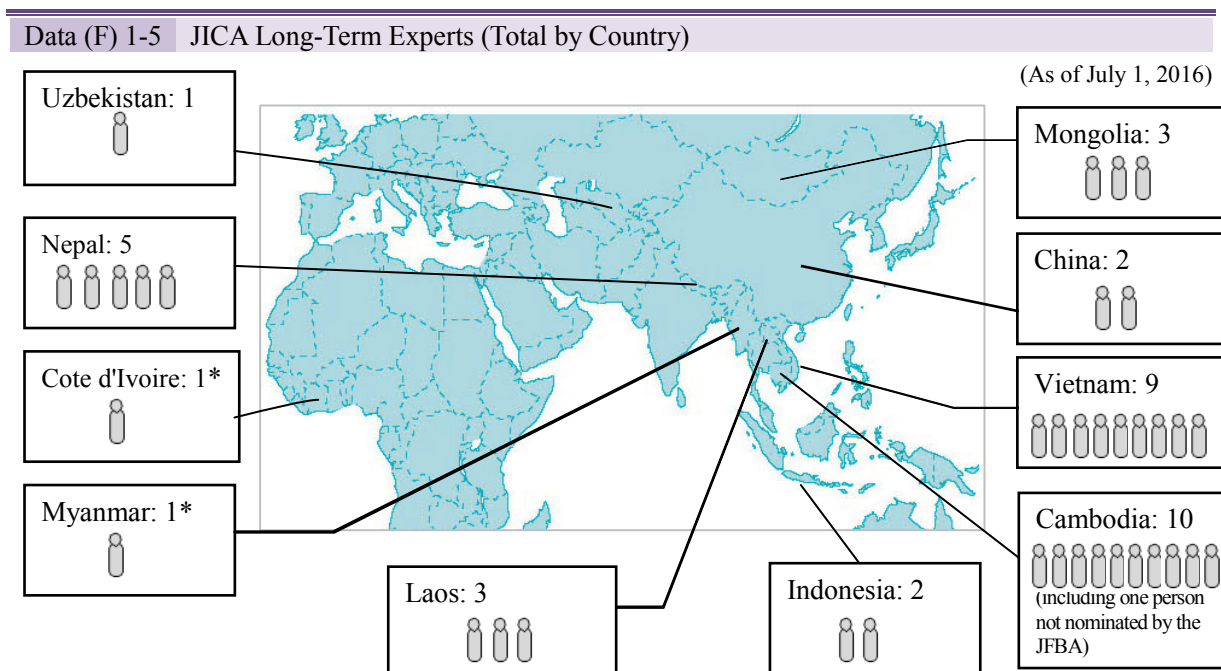 Data (F) 1-5 JICA Long-Term Experts (Total by Country)
(As of July 1, 2016)
Uzbekistan: 1
Mongolia: 3
Nepal: 5
China: 2
Cote d'Ivoire: 1*
Vietnam: 9
Myanmar: 1*
Cambodia: 10
(including one person
not nominated by the
JFBA)
Laos: 3
Indonesia: 2